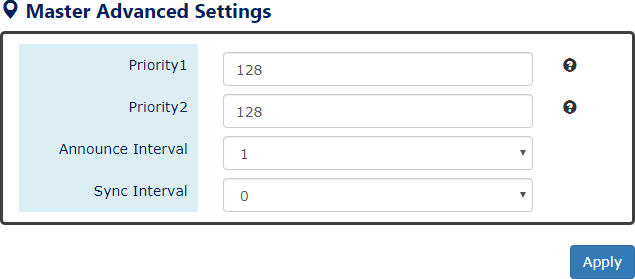 Master Advanced Settings
Priority1 128
Priority2 128
Announce Interval 1
Sync Interval 0
Apply